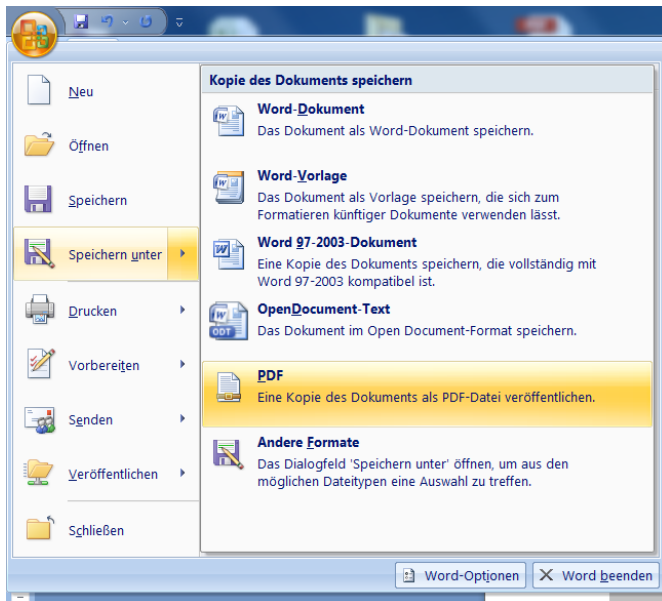 Neu
Öffnen
Speichern
Speichern unter
Drucken
Vorbereiten
Senden
Veröffentlichen
Schließen
Kopie des Dokuments speichern
Word-Dokument
Das Dokument als Word-Dokument speichern.
Word-Vorlage
Das Dokument als Vorlage speichern, die sich zum
Formatieren künftiger Dokumente verwenden lässt.
Word 97-2003-Dokument
Eine Kopie des Dokuments speichern, die vollständig mit
Word 97-2003 kompatibel ist.
OpenDocument-Text
ODT
Das Dokument im Open Document-Format speichern.
PDF
Eine Kopie des Dokuments als PDF-Datei veröffentlichen.
Andere Formate
Das Dialogfeld 'Speichern unter' öffnen, um aus den
möglichen Dateitypen eine Auswahl zu treffen.
Word-Optionen
Word beenden